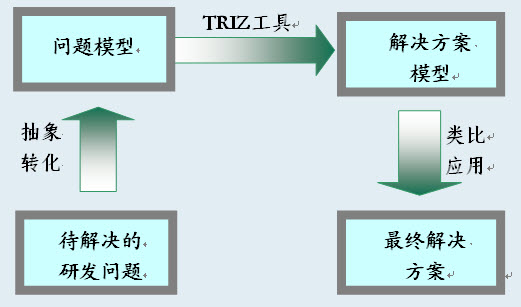 问题模型
TRIZ工具
解决方案
模型
抽象
转化
类比
应用
待解决的
研发问题
最终解决
方案